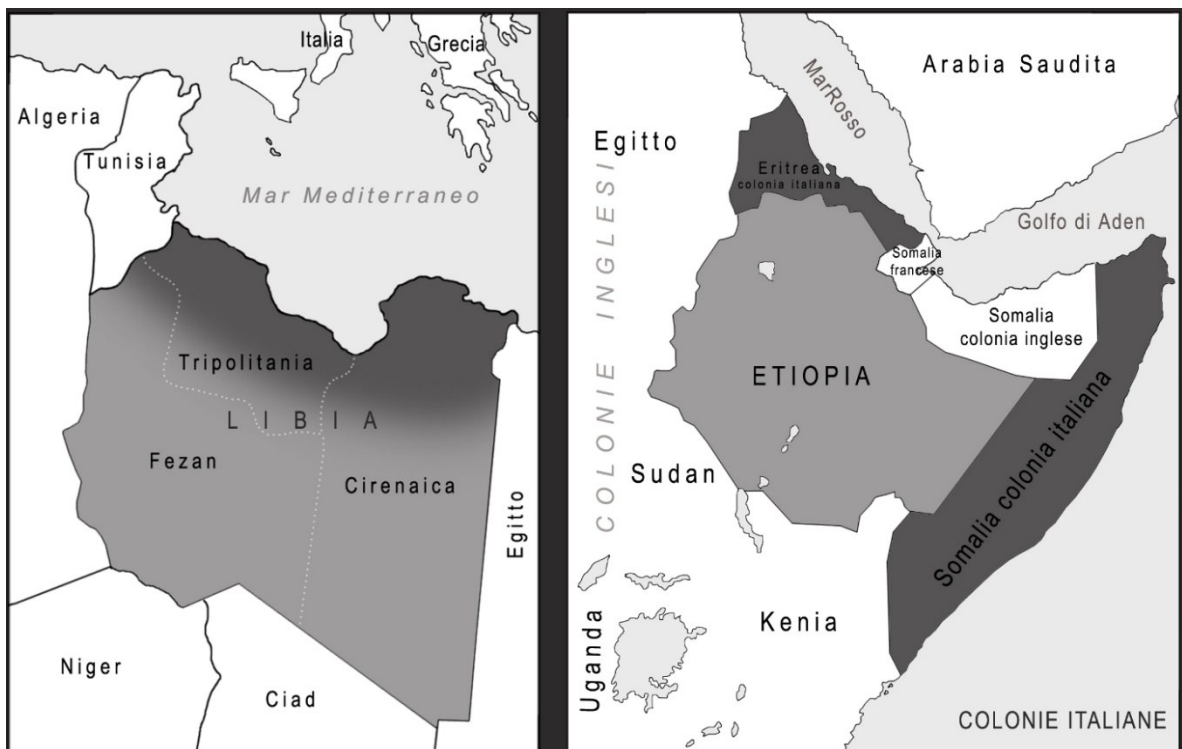 Italia
Grecia
Algeria
Tunisia
Mar Mediterraneo
Tripolitania
LIBIA
Fezan
Cirenaica
Egitto
Niger
Ciad
Arabia Saudita
MarRosso
Egitto
Eritrea
colonia italiana
COLONIE INGLESI
Golfo di Aden
Somalia
francese
Somalia
colonia inglese
ETIOPIA
Sudan
Somalia colonia italiana
Uganda
Kenia
COLONIE ITALIANE